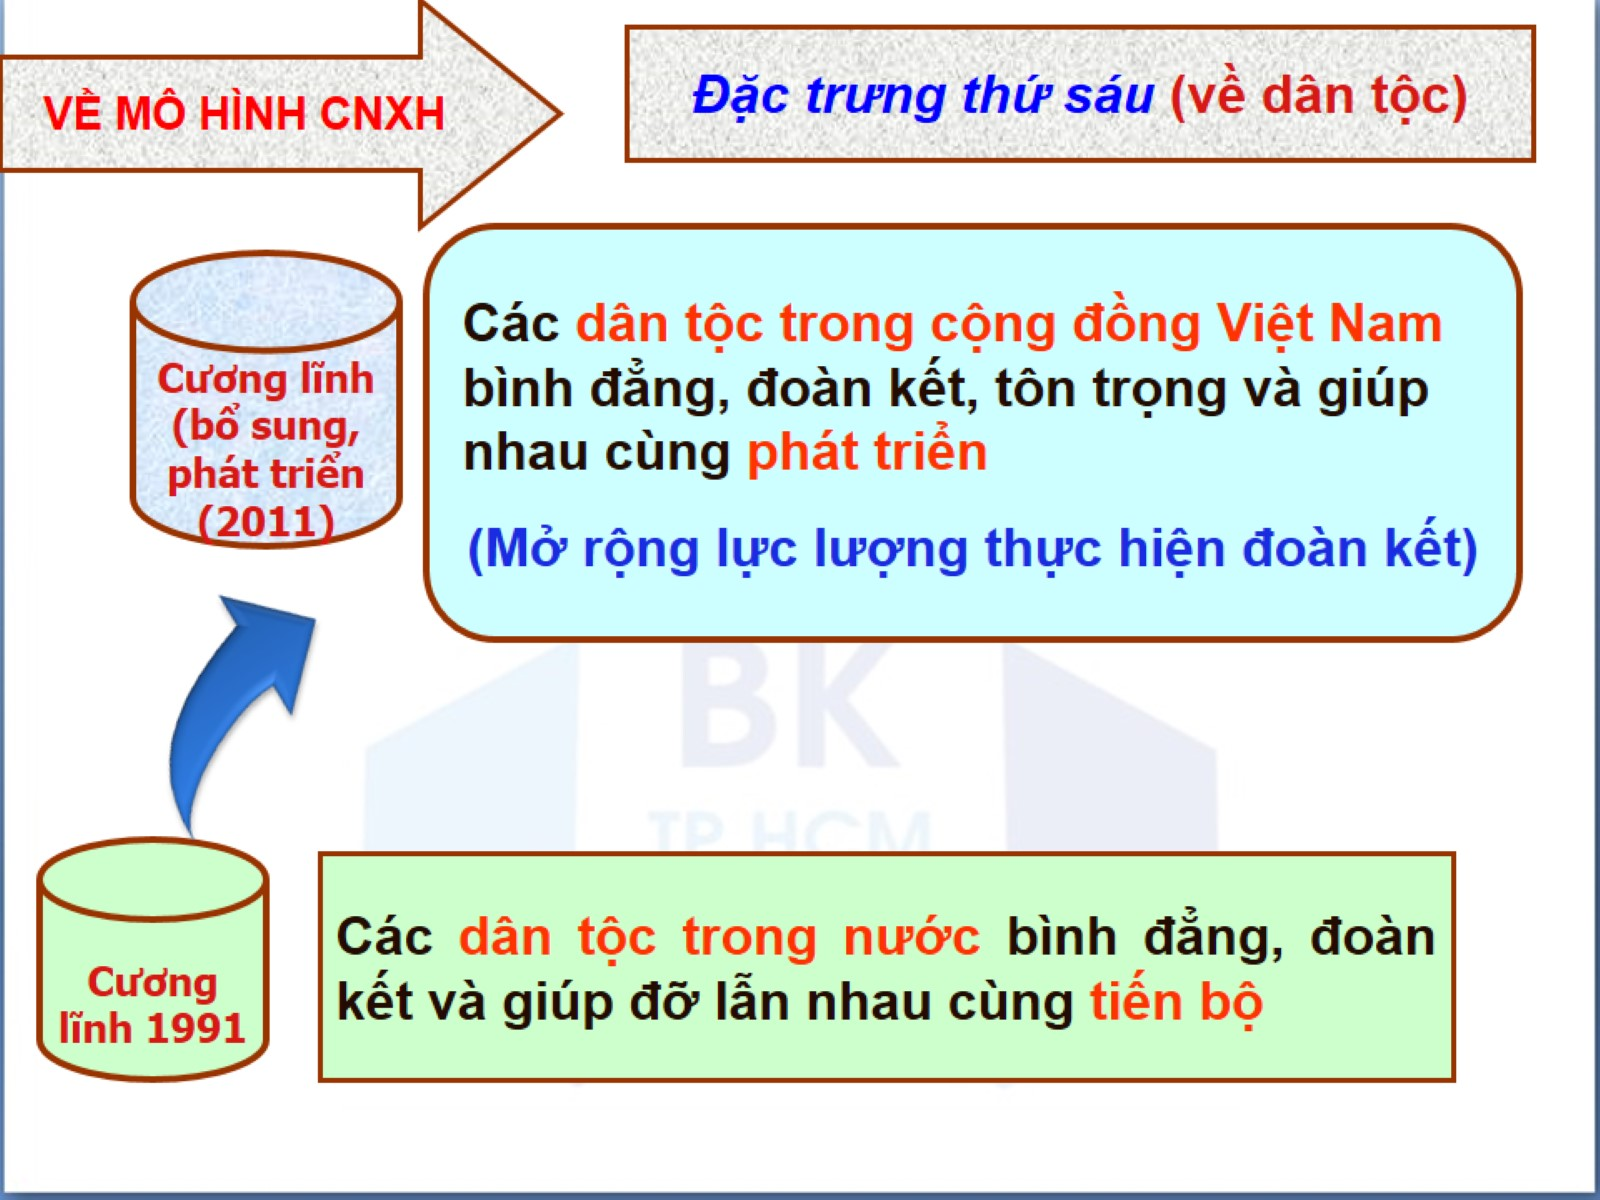 VỀ MÔ HÌNH CNXH
Đặc trưng thứ sáu (về dân tộc)
Cương lĩnh
(bổ sung,
phát triển
(2011)
Các dân tộc trong cộng đồng Việt Nam
bình đẳng, đoàn kết, tôn trọng và giúp
nhau cùng phát triển
(Mở rộng lực lượng thực hiện đoàn kết)
BK
TP.HCM
Cương
lĩnh 1991
Các dân tộc trong nước bình đẳng, đoàn
kết và giúp đỡ lẫn nhau cùng tiến bộ